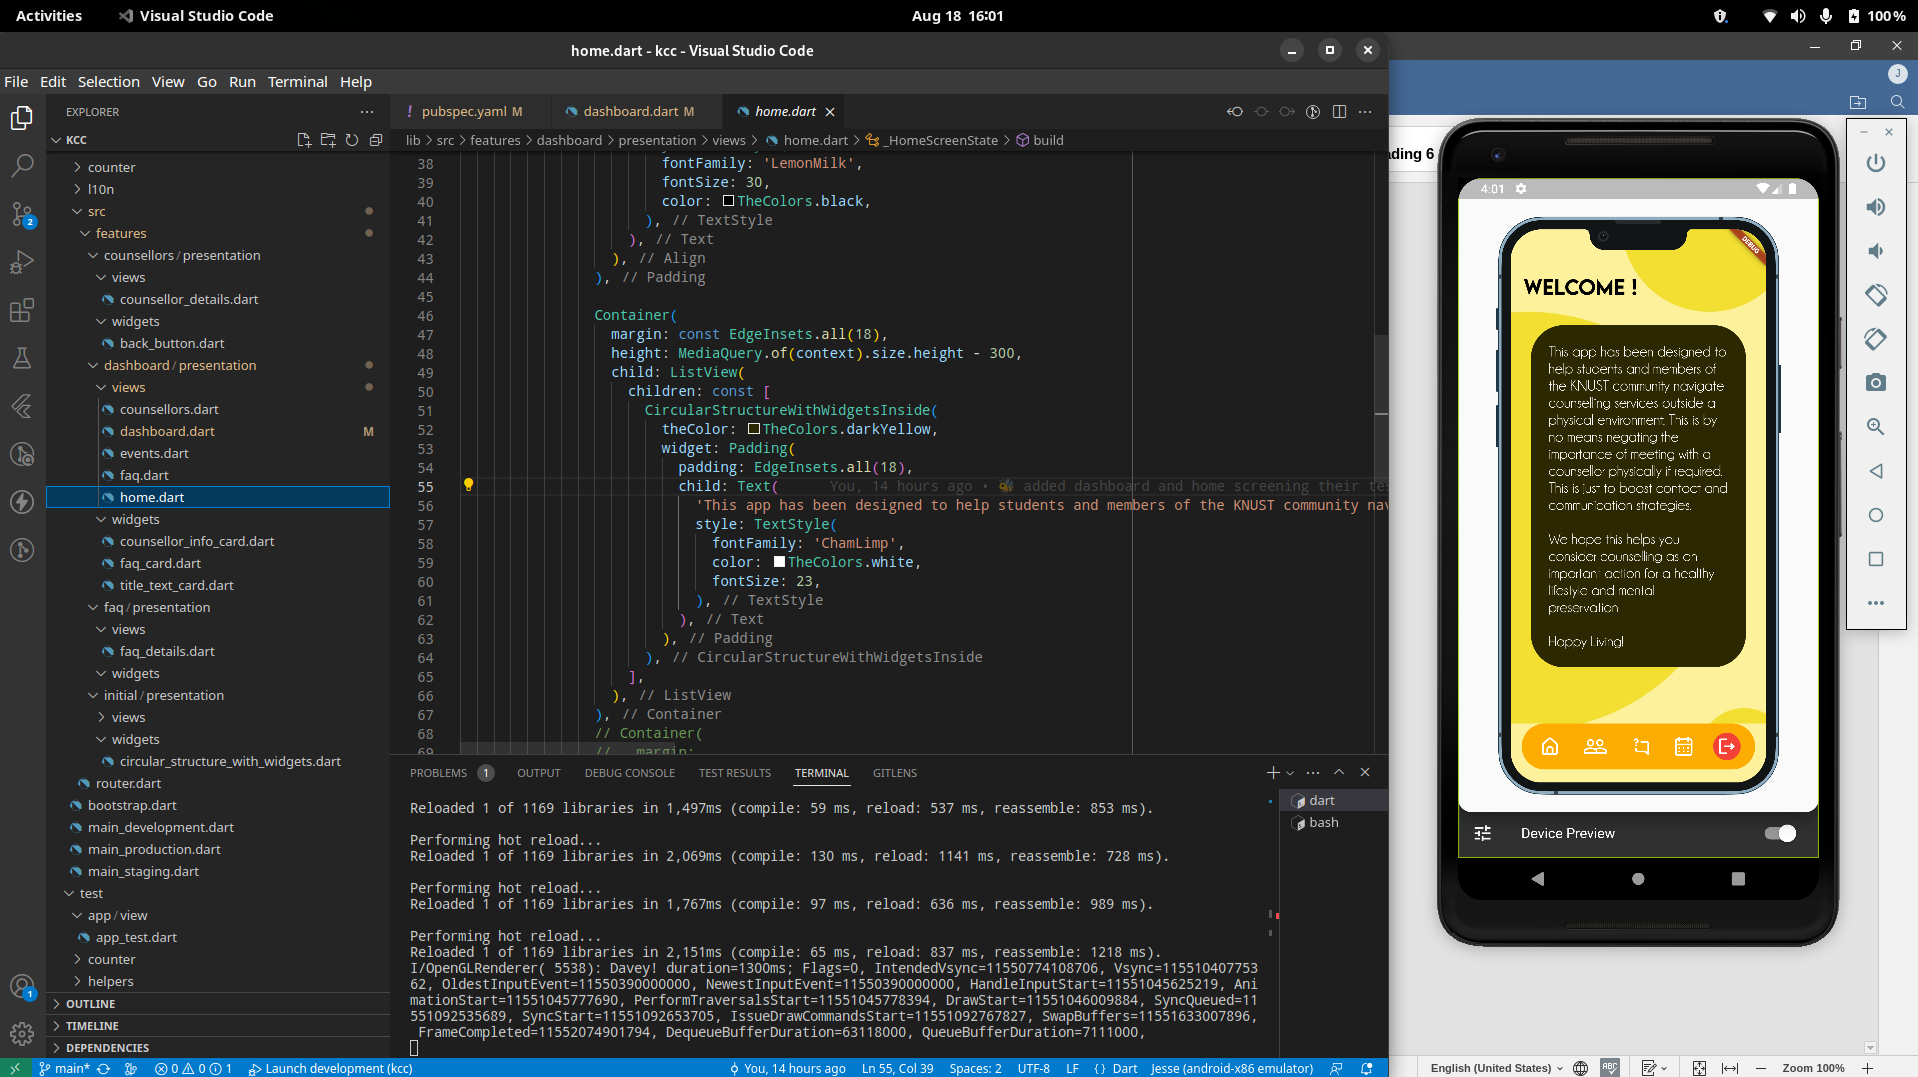 Activities
Visual Studio Code
Aug 18 16:01
100%
home.dart - kcc - Visual Studio Code
File Edit Selection View Go Run Terminal Help
EXPLORER
KCC
counter
l10n
src
features
counsellors / presentation
views
counsellor_details.dart
widgets
back_button.dart
dashboard / presentation
views
counsellors.dart
dashboard.dart M
events.dart
faq.dart
home.dart
widgets
counsellor_info_card.dart
faq_card.dart
title_text_card.dart
faq / presentation
views
faq_details.dart
widgets
initial / presentation
views
widgets
circular_structure_with_widgets.dart
router.dart
bootstrap.dart
main_development.dart
main_production.dart
main_staging.dart
test
app / view
app_test.dart
counter
helpers
OUTLINE
TIMELINE
DEPENDENCIES
2
1
! pubspec.yaml M
dashboard.dart M
home.dart
lib > src > features > dashboard > presentation > views > home.dart > _HomeScreenState > build
38 fontFamily: 'LemonMilk',
39 fontSize: 30,
40 color: TheColors.black,
41 ), // TextStyle
42 ), // Text
43 ), // Align
44 ), // Padding
45
46 Container(
47 margin: const EdgeInsets.all(18),
48 height: MediaQuery.of(context).size.height - 300,
49 child: ListView(
50 children: const [
51 CircularStructureWithWidgetsInside(
52 theColor: TheColors.darkYellow,
53 widget: Padding(
54 padding: EdgeInsets.all(18),
55 child: Text( You, 14 hours ago • added dashboard and home screening their tes
56 'This app has been designed to help students and members of the KNUST community nav
57 style: TextStyle(
58 fontFamily: 'ChamLimp',
59 color: TheColors.white,
60 fontSize: 23,
61 ), // TextStyle
62 ), // Text
63 ), // Padding
64 ), // CircularStructureWithWidgetsInside
65 ],
66 ), // ListView
67 ), // Container
68 // Container(
69 // margin:
PROBLEMS 1 OUTPUT DEBUG CONSOLE TEST RESULTS TERMINAL GITLENS
dart
bash
Reloaded 1 of 1169 libraries in 1,497ms (compile: 59 ms, reload: 537 ms, reassemble: 853 ms).
Performing hot reload...
Reloaded 1 of 1169 libraries in 2,069ms (compile: 130 ms, reload: 1141 ms, reassemble: 728 ms).
Performing hot reload...
Reloaded 1 of 1169 libraries in 1,767ms (compile: 97 ms, reload: 636 ms, reassemble: 989 ms).
Performing hot reload...
Reloaded 1 of 1169 libraries in 2,151ms (compile: 65 ms, reload: 837 ms, reassemble: 1218 ms).
I/OpenGLRenderer( 5538): Davey! duration=1300ms; Flags=0, IntendedVsync=11550774108706, Vsync=115510407753
62, OldestInputEvent=11550390000000, NewestInputEvent=11550390000000, HandleInputStart=11551045625219, Ani
mationStart=11551045777690, PerformTraversalsStart=11551045778394, DrawStart=11551046009884, SyncQueued=11
551092535689, SyncStart=11551092653705, IssueDrawCommandsStart=11551092767827, SwapBuffers=11551633007896,
FrameCompleted=11552074901794, DequeueBufferDuration=63118000, QueueBufferDuration=7111000,
main* 0 0 1 Launch development (kcc) You, 14 hours ago Ln 55, Col 39 Spaces: 2 UTF-8 LF { } Dart Jesse (android-x86 emulator)
J
ading 6
4:01
DEBUG
WELCOME !
This app has been designed to
help students and members of
the KNUST community navigate
counselling services outside a
physical environment. This is by
no means negating the
importance of meeting with a
counsellor physically if required.
This is just to boost contact and
communication strategies.
We hope this helps you
consider counselling as an
important action for a healthy
lifestyle and mental
preservation
Happy Living!
Device Preview
English (United States) ABC Zoom 100%